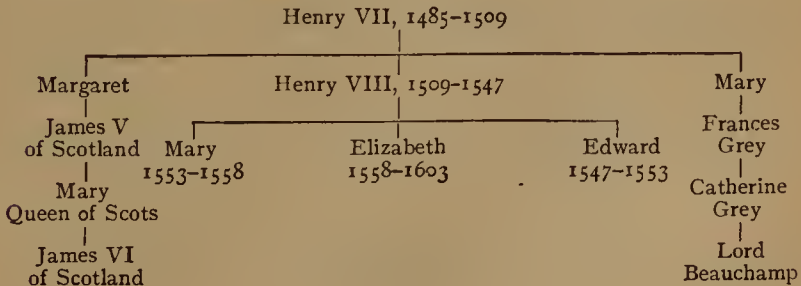 Henry VII, 1485–1509
Margaret Henry VIII, 1509–1547 Mary
James V
of Scotland
Mary
1553–1558
Elizabeth
1558–1603
Edward
1547–1553
Frances
Grey
Mary
Queen of Scots
Catherine
Grey
James VI
of Scotland
Lord
Beauchamp